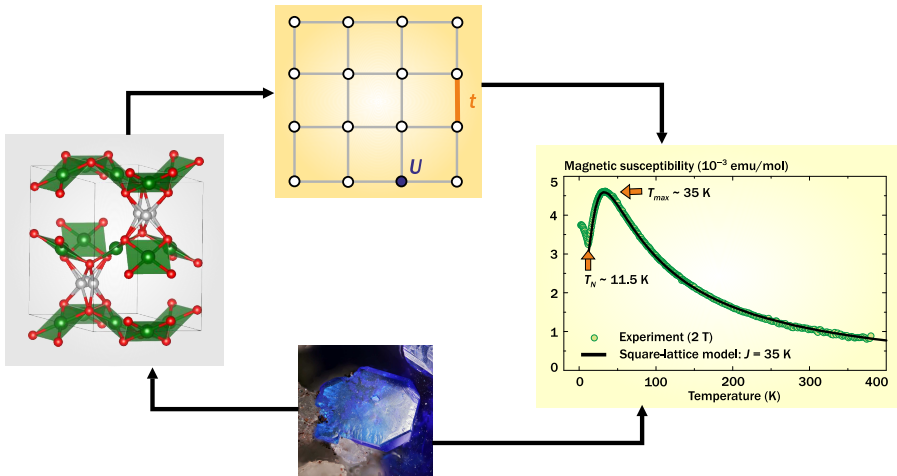 t
U
Magnetic susceptibility (10⁻³ emu/mol)
5
4
3
2
1
0
T_max ~ 35 K
T_N ~ 11.5 K
Experiment (2 T)
Square-lattice model: J = 35 K
0 100 200 300 400
Temperature (K)